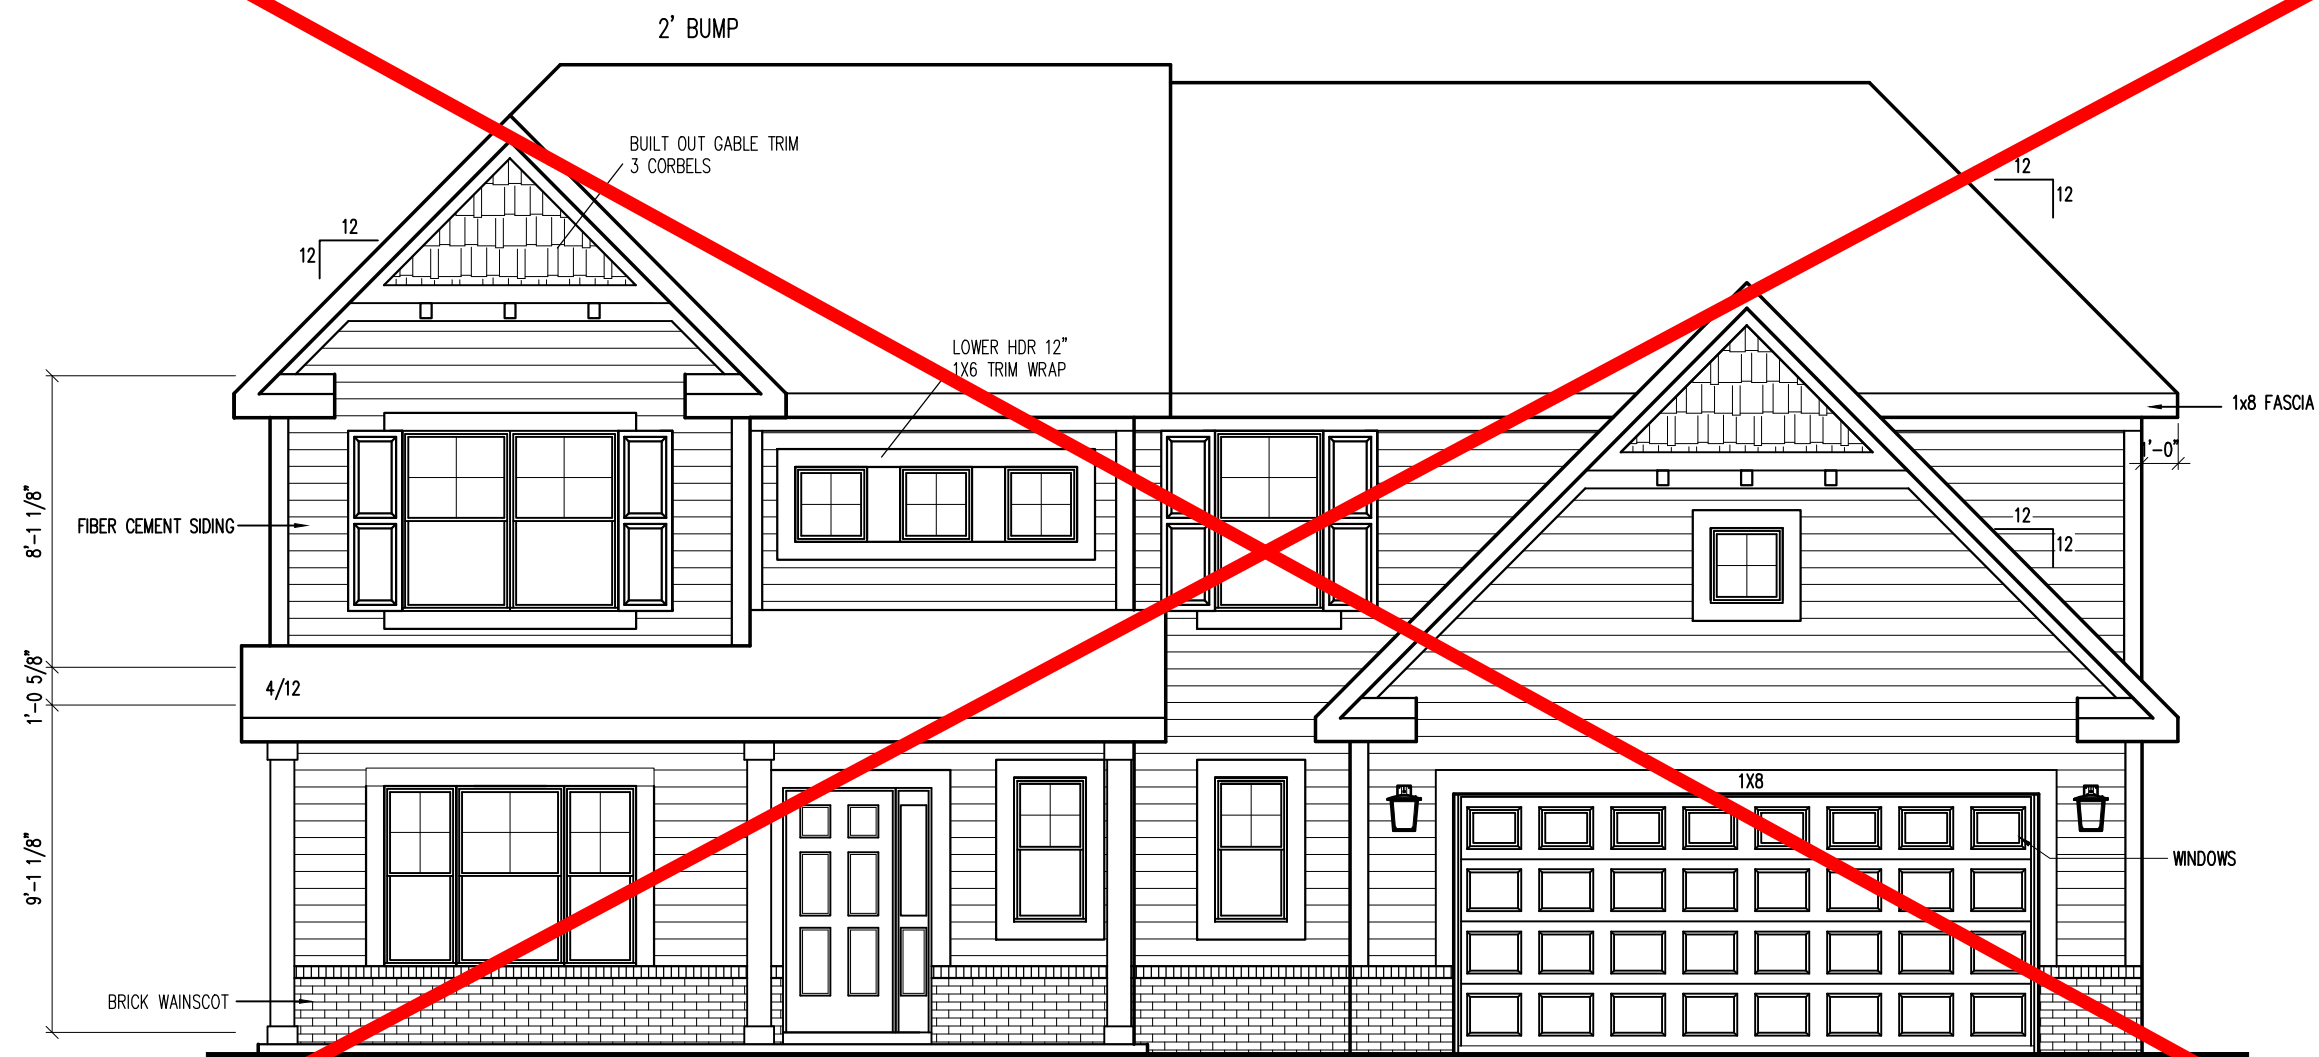 2' BUMP
BUILT OUT GABLE TRIM
3 CORBELS
12
12
12
12
LOWER HDR 12"
1X6 TRIM WRAP
1x8 FASCIA
1'-0"
8'-1 1/8"
FIBER CEMENT SIDING
12
12
1'-0 5/8"
4/12
1X8
9'-1 1/8"
WINDOWS
BRICK WAINSCOT